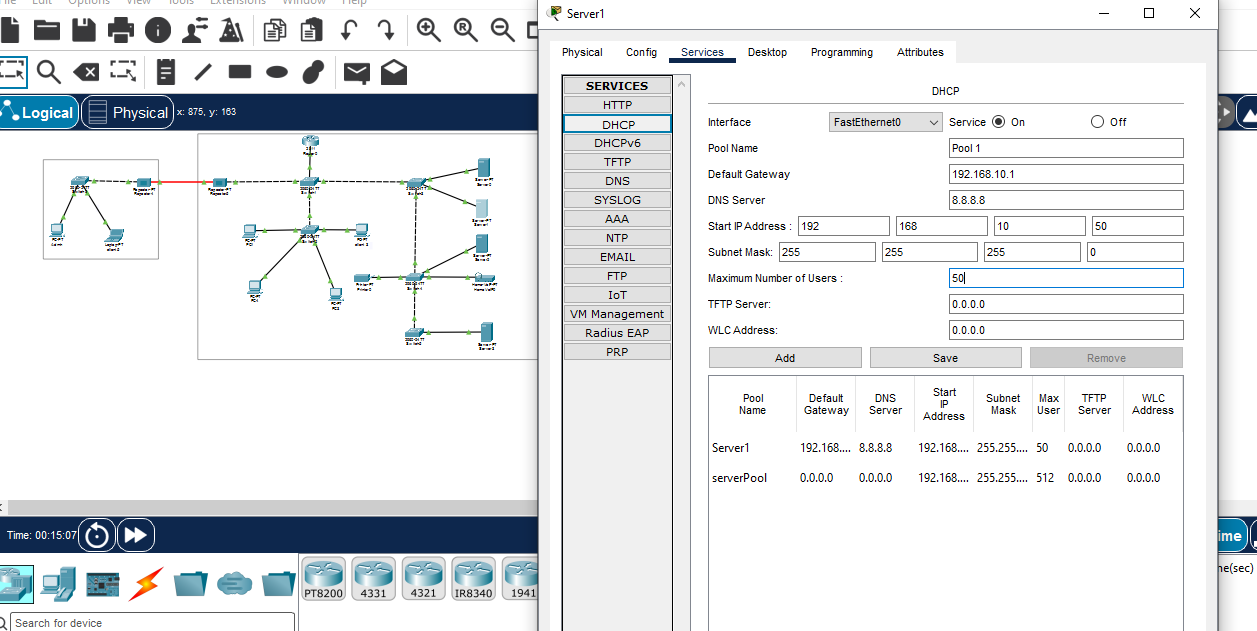 File Edit Options View Tools Extensions Window Help
Server1
Physical Config Services Desktop Programming Attributes
Logical
Physical
x: 875, y: 163
SERVICES
HTTP
DHCP
DHCPv6
TFTP
DNS
SYSLOG
AAA
NTP
EMAIL
FTP
IoT
VM Management
Radius EAP
PRP
DHCP
Interface FastEthernet0 Service On Off
Pool Name Pool 1
Default Gateway 192.168.10.1
DNS Server 8.8.8.8
Start IP Address : 192 168 10 50
Subnet Mask: 255 255 255 0
Maximum Number of Users : 50
TFTP Server: 0.0.0.0
WLC Address: 0.0.0.0
Add Save Remove
Pool Name Default Gateway DNS Server Start IP Address Subnet Mask Max User TFTP Server WLC Address
Server1 192.168.... 8.8.8.8 192.168.... 255.255.... 50 0.0.0.0 0.0.0.0
serverPool 0.0.0.0 0.0.0.0 192.168.... 255.255.... 512 0.0.0.0 0.0.0.0
Time: 00:15:07
PT8200 4331 4321 IR8340 1941
Search for device
ime
me(sec)